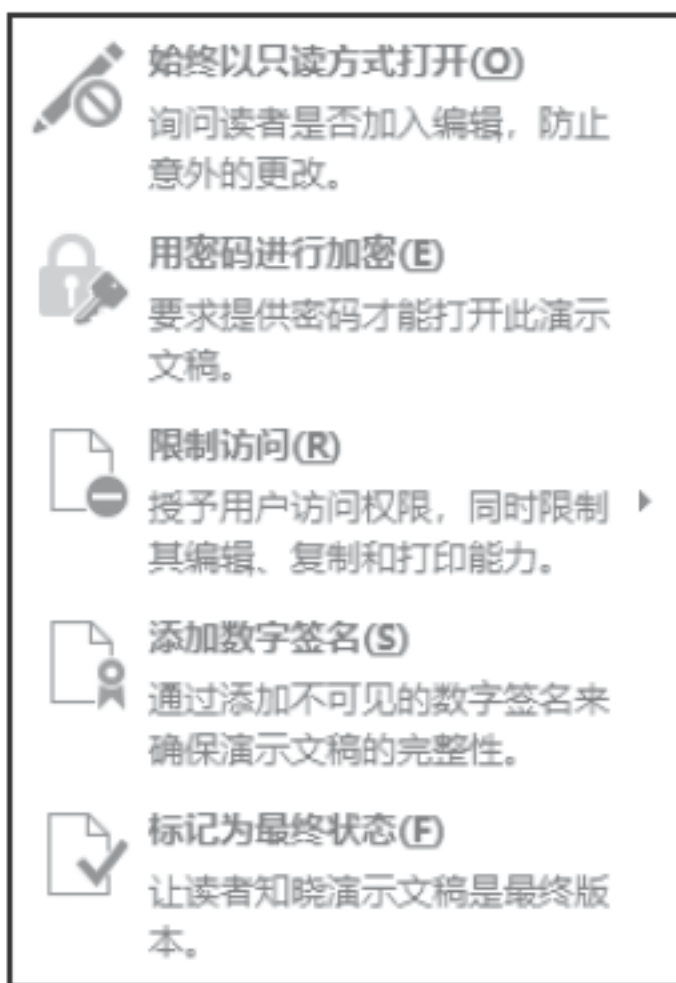 始终以只读方式打开(O)
询问读者是否加入编辑，防止
意外的更改。
用密码进行加密(E)
要求提供密码才能打开此演示
文稿。
限制访问(R)
授予用户访问权限，同时限制
其编辑、复制和打印能力。
添加数字签名(S)
通过添加不可见的数字签名来
确保演示文稿的完整性。
标记为最终状态(F)
让读者知晓演示文稿是最终版
本。